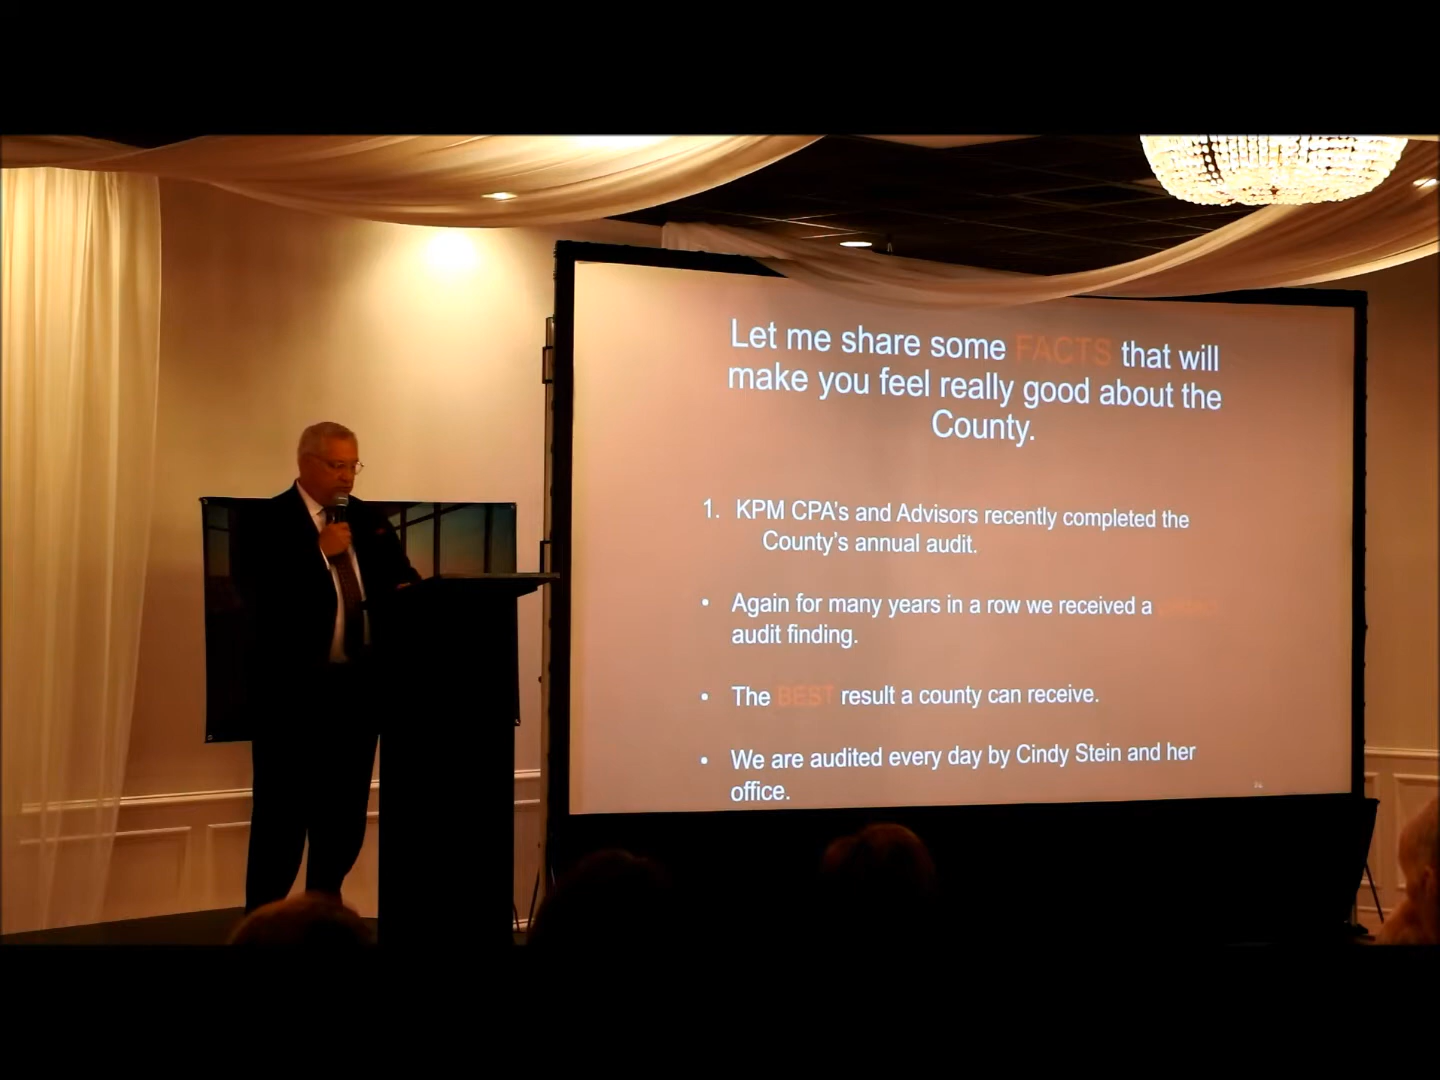 Let me share some FACTS that will
make you feel really good about the
County.
1. KPM CPA's and Advisors recently completed the
County's annual audit.
• Again for many years in a row we received a
audit finding.
• The BEST result a county can receive.
• We are audited every day by Cindy Stein and her
office.